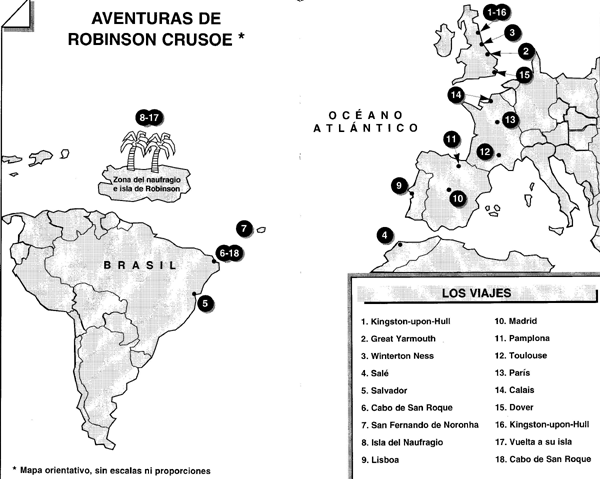 AVENTURAS DE
ROBINSON CRUSOE *
8-17
Zona del naufragio
e isla de Robinson
7
6-18
BRASIL
5
* Mapa orientativo, sin escalas ni proporciones
1-16
3
2
15
14
OCÉANO
ATLÁNTICO
13
11
12
9
10
4
LOS VIAJES
1. Kingston-upon-Hull
2. Great Yarmouth
3. Winterton Ness
4. Salé
5. Salvador
6. Cabo de San Roque
7. San Fernando de Noronha
8. Isla del Naufragio
9. Lisboa
10. Madrid
11. Pamplona
12. Toulouse
13. París
14. Calais
15. Dover
16. Kingston-upon-Hull
17. Vuelta a su isla
18. Cabo de San Roque